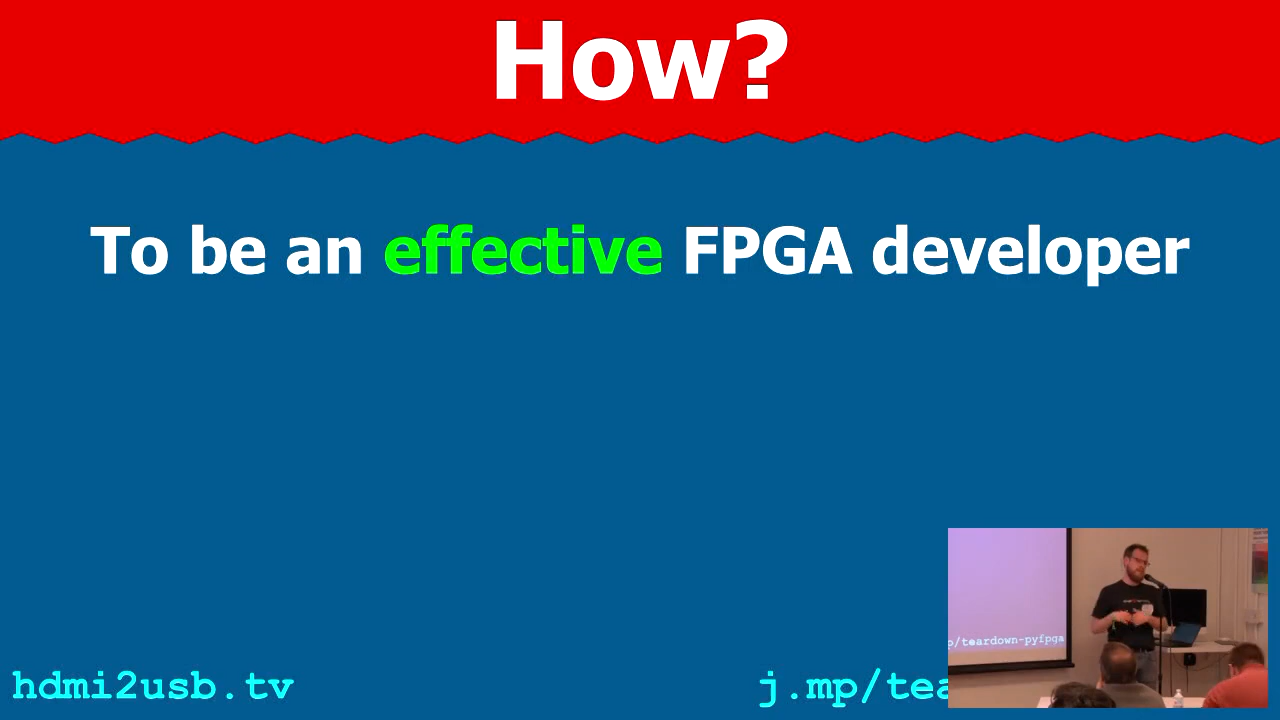 How?
To be an effective FPGA developer
p/teardown-pyfpga
hdmi2usb.tv
j.mp/tea